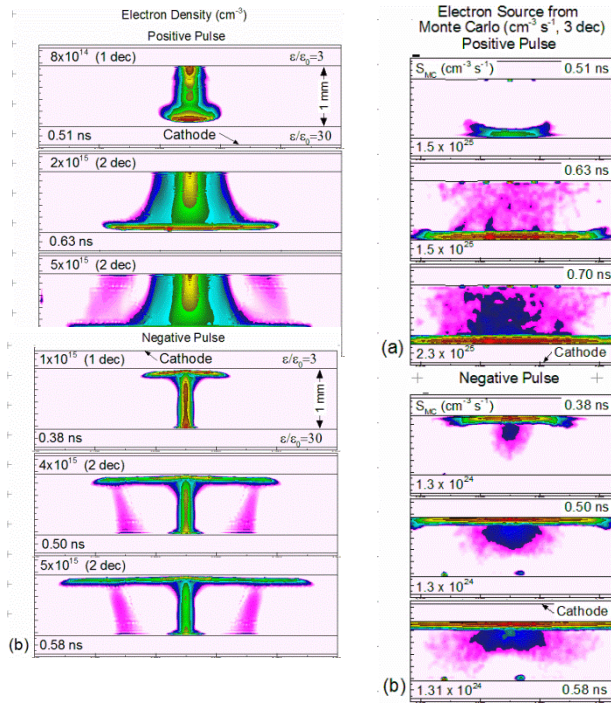 Electron Density (cm⁻³)
Positive Pulse
8x10¹⁴ (1 dec)
ε/ε₀=3
1 mm
0.51 ns
Cathode
ε/ε₀=30
2x10¹⁵ (2 dec)
0.63 ns
5x10¹⁵ (2 dec)
Negative Pulse
1x10¹⁵ (1 dec)
Cathode
ε/ε₀=3
1 mm
0.38 ns
ε/ε₀=30
4x10¹⁵ (2 dec)
0.50 ns
5x10¹⁵ (2 dec)
(b)
0.58 ns
Electron Source from
Monte Carlo (cm⁻³ s⁻¹, 3 dec)
Positive Pulse
S_MC (cm⁻³ s⁻¹)
0.51 ns
1.5 x 10²⁵
0.63 ns
1.5 x 10²⁵
0.70 ns
(a)
2.3 x 10²⁵
Cathode
Negative Pulse
S_MC (cm⁻³ s⁻¹)
0.38 ns
1.3 x 10²⁴
0.50 ns
1.3 x 10²⁴
Cathode
(b)
1.31 x 10²⁴
0.58 ns